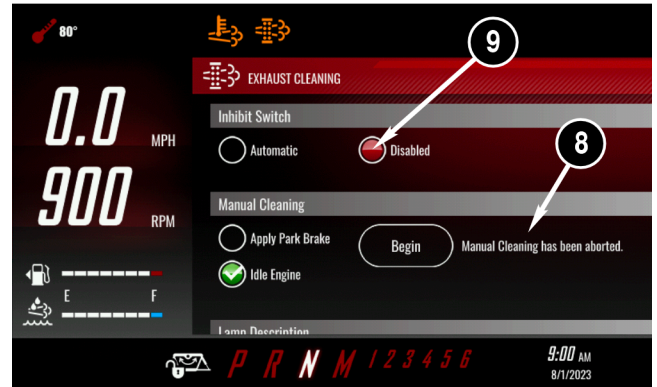 80°
9
EXHAUST CLEANING
Inhibit Switch
Automatic
Disabled
8
0.0 MPH
900 RPM
Manual Cleaning
Apply Park Brake
Begin
Manual Cleaning has been aborted.
Idle Engine
E F
Lamp Description
P R N M 1 2 3 4 5 6
9:00 AM
8/1/2023